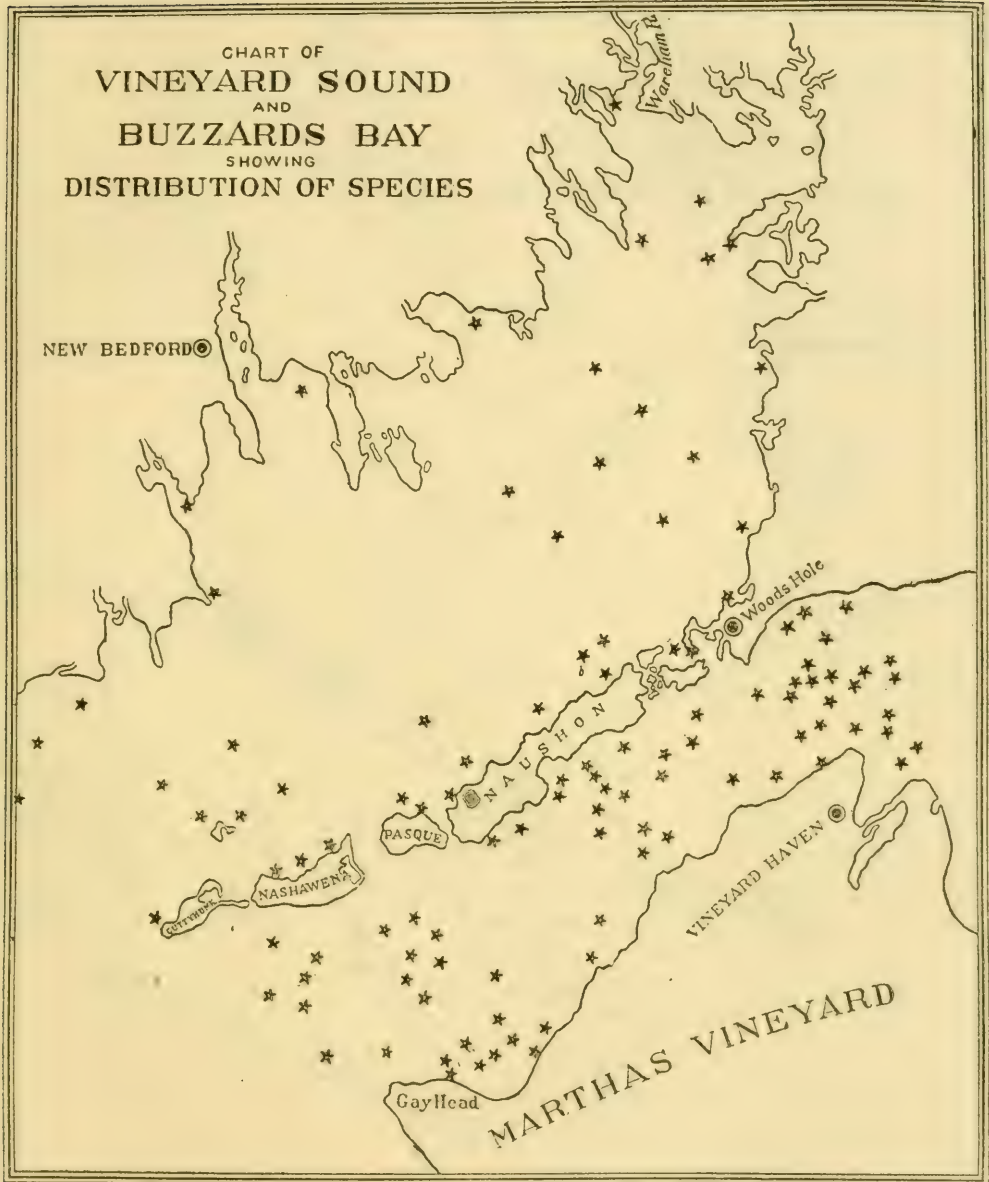 CHART OF
VINEYARD SOUND
AND
BUZZARDS BAY
SHOWING
DISTRIBUTION OF SPECIES
Wareham R.
NEW BEDFORD
Woods Hole
NAUSHON
PASQUE
NASHAWENA
CUTTYHUNK
VINEYARD HAVEN
MARTHAS VINEYARD
Gay Head